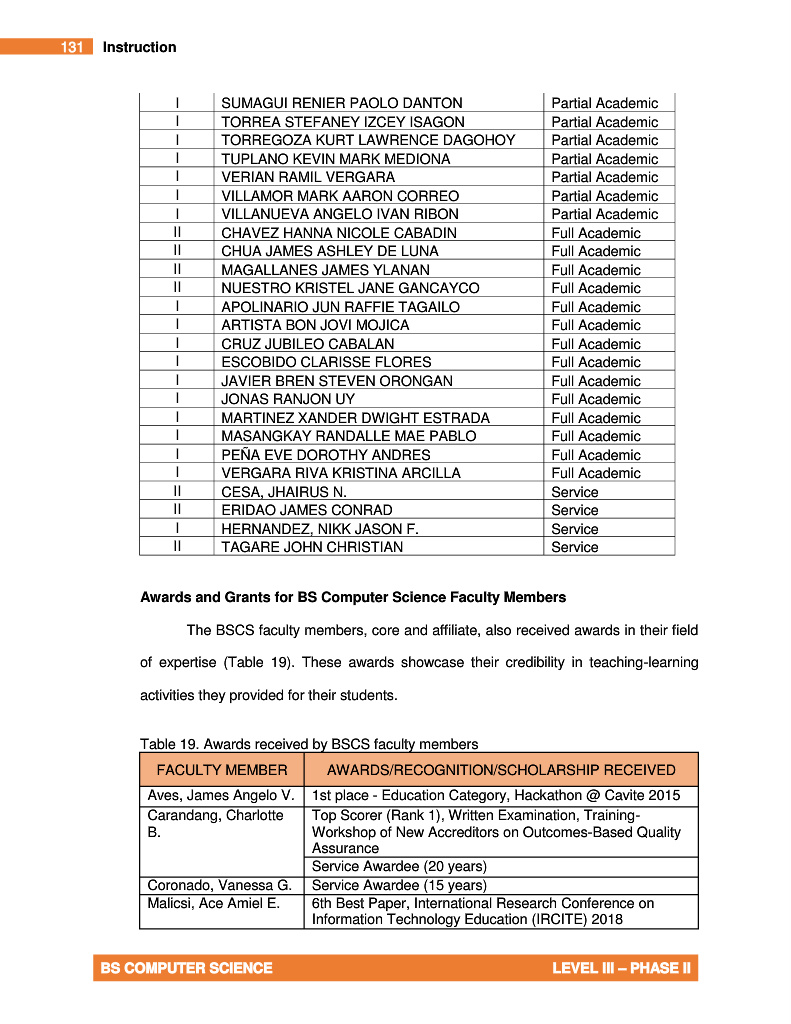 131 Instruction
I SUMAGUI RENIER PAOLO DANTON Partial Academic
I TORREA STEFANEY IZCEY ISAGON Partial Academic
I TORREGOZA KURT LAWRENCE DAGOHOY Partial Academic
I TUPLANO KEVIN MARK MEDIONA Partial Academic
I VERIAN RAMIL VERGARA Partial Academic
I VILLAMOR MARK AARON CORREO Partial Academic
I VILLANUEVA ANGELO IVAN RIBON Partial Academic
II CHAVEZ HANNA NICOLE CABADIN Full Academic
II CHUA JAMES ASHLEY DE LUNA Full Academic
II MAGALLANES JAMES YLANAN Full Academic
II NUESTRO KRISTEL JANE GANCAYCO Full Academic
I APOLINARIO JUN RAFFIE TAGAILO Full Academic
I ARTISTA BON JOVI MOJICA Full Academic
I CRUZ JUBILEO CABALAN Full Academic
I ESCOBIDO CLARISSE FLORES Full Academic
I JAVIER BREN STEVEN ORONGAN Full Academic
I JONAS RANJON UY Full Academic
I MARTINEZ XANDER DWIGHT ESTRADA Full Academic
I MASANGKAY RANDALLE MAE PABLO Full Academic
I PEÑA EVE DOROTHY ANDRES Full Academic
I VERGARA RIVA KRISTINA ARCILLA Full Academic
II CESA, JHAIRUS N. Service
II ERIDAO JAMES CONRAD Service
I HERNANDEZ, NIKK JASON F. Service
II TAGARE JOHN CHRISTIAN Service
Awards and Grants for BS Computer Science Faculty Members
The BSCS faculty members, core and affiliate, also received awards in their field
of expertise (Table 19). These awards showcase their credibility in teaching-learning
activities they provided for their students.
Table 19. Awards received by BSCS faculty members
FACULTY MEMBER AWARDS/RECOGNITION/SCHOLARSHIP RECEIVED
Aves, James Angelo V. 1st place - Education Category, Hackathon @ Cavite 2015
Carandang, Charlotte Top Scorer (Rank 1), Written Examination, Training-
B. Workshop of New Accreditors on Outcomes-Based Quality
Assurance
Service Awardee (20 years)
Coronado, Vanessa G. Service Awardee (15 years)
Malicsi, Ace Amiel E. 6th Best Paper, International Research Conference on
Information Technology Education (IRCITE) 2018
BS COMPUTER SCIENCE LEVEL III – PHASE II